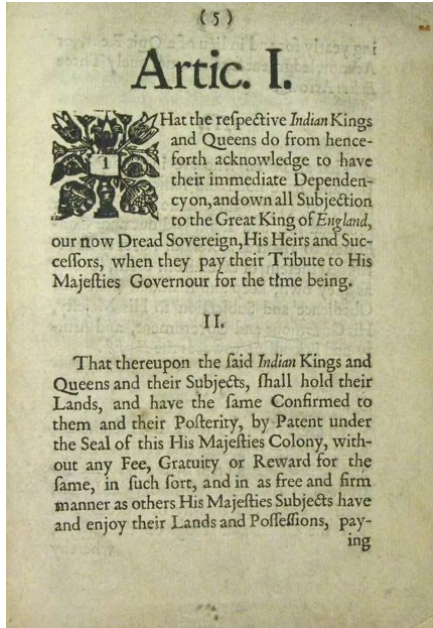 (5)
Artic. I.
THat the reſpective Indian Kings
and Queens do from hence-
forth acknowledge to have
their immediate Dependen-
cy on, and own all Subjection
to the Great King of England,
our now Dread Sovereign, His Heirs and Suc-
ceſſors, when they pay their Tribute to His
Majeſties Governour for the time being.
II.
That thereupon the ſaid Indian Kings and
Queens and their Subjects, ſhall hold their
Lands, and have the ſame Confirmed to
them and their Poſterity, by Patent under
the Seal of this His Majeſties Colony, with-
out any Fee, Gratuity or Reward for the
ſame, in ſuch ſort, and in as free and firm
manner as others His Majeſties Subjects have
and enjoy their Lands and Poſſeſſions, pay-
ing